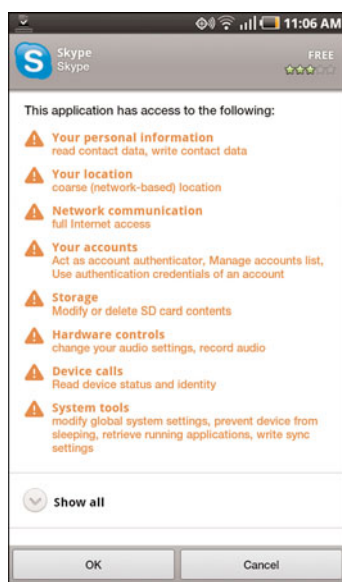 11:06 AM
Skype
Skype
FREE
This application has access to the following:
Your personal information
read contact data, write contact data
Your location
coarse (network-based) location
Network communication
full Internet access
Your accounts
Act as account authenticator, Manage accounts list,
Use authentication credentials of an account
Storage
Modify or delete SD card contents
Hardware controls
change your audio settings, record audio
Device calls
Read device status and identity
System tools
modify global system settings, prevent device from
sleeping, retrieve running applications, write sync
settings
Show all
OK
Cancel